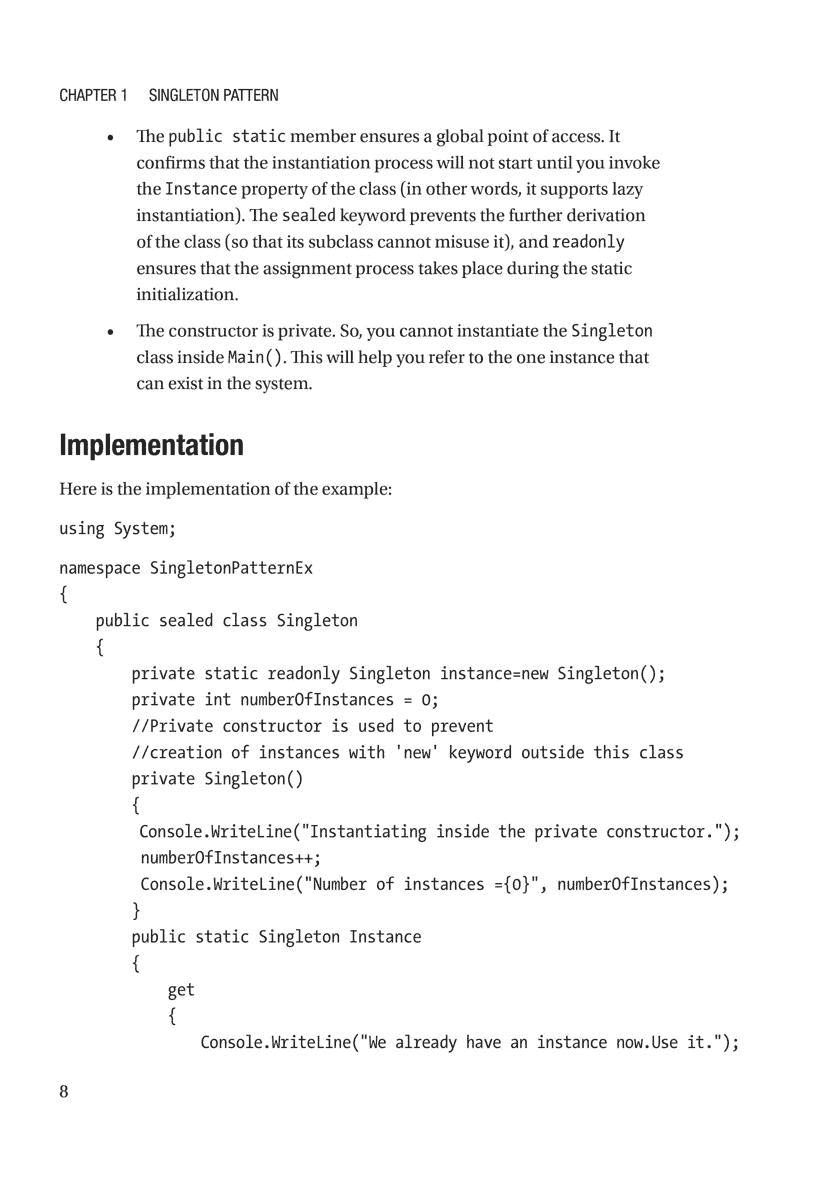 CHAPTER 1 SINGLETON PATTERN
• The public static member ensures a global point of access. It
confirms that the instantiation process will not start until you invoke
the Instance property of the class (in other words, it supports lazy
instantiation). The sealed keyword prevents the further derivation
of the class (so that its subclass cannot misuse it), and readonly
ensures that the assignment process takes place during the static
initialization.
• The constructor is private. So, you cannot instantiate the Singleton
class inside Main(). This will help you refer to the one instance that
can exist in the system.
Implementation
Here is the implementation of the example:
using System;
namespace SingletonPatternEx
{
    public sealed class Singleton
    {
        private static readonly Singleton instance=new Singleton();
        private int numberOfInstances = 0;
        //Private constructor is used to prevent
        //creation of instances with 'new' keyword outside this class
        private Singleton()
        {
         Console.WriteLine("Instantiating inside the private constructor.");
         numberOfInstances++;
         Console.WriteLine("Number of instances ={0}", numberOfInstances);
        }
        public static Singleton Instance
        {
            get
            {
                Console.WriteLine("We already have an instance now.Use it.");
8